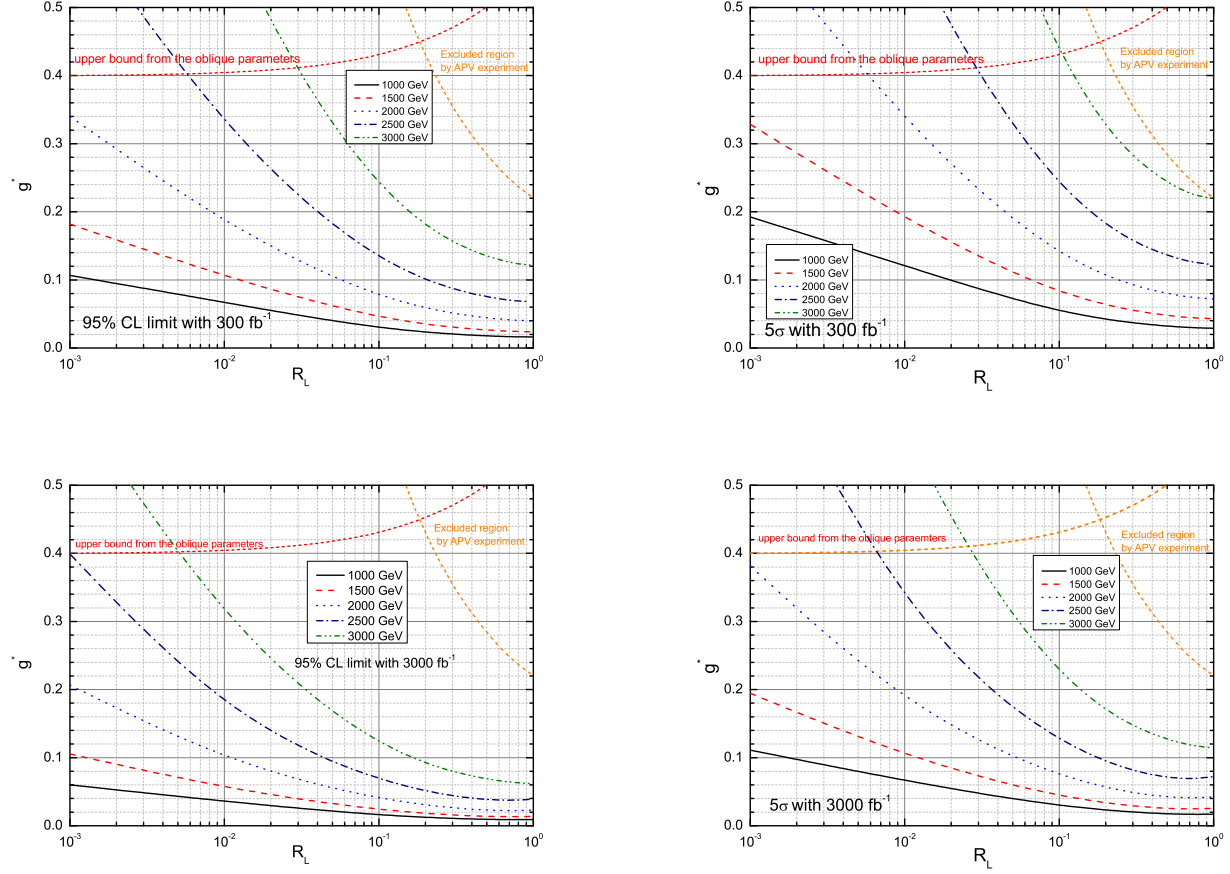 0.5
0.4
0.3
0.2
0.1
0.0
g*
upper bound from the oblique parameters
Excluded region
by APV experiment
1000 GeV
1500 GeV
2000 GeV
2500 GeV
3000 GeV
95% CL limit with 300 fb⁻¹
10⁻³ 10⁻² 10⁻¹ 10⁰
R_L
0.5
0.4
0.3
0.2
0.1
0.0
g*
upper bound from the oblique parameters
Excluded region
by APV experiment
1000 GeV
1500 GeV
2000 GeV
2500 GeV
3000 GeV
5σ with 300 fb⁻¹
10⁻³ 10⁻² 10⁻¹ 10⁰
R_L
0.5
0.4
0.3
0.2
0.1
0.0
g*
upper bound from the oblique parameters
Excluded region
by APV experiment
1000 GeV
1500 GeV
2000 GeV
2500 GeV
3000 GeV
95% CL limit with 3000 fb⁻¹
10⁻³ 10⁻² 10⁻¹ 10⁰
R_L
0.5
0.4
0.3
0.2
0.1
0.0
g*
upper bound from the oblique paraemters
Excluded region
by APV experiment
1000 GeV
1500 GeV
2000 GeV
2500 GeV
3000 GeV
5σ with 3000 fb⁻¹
10⁻³ 10⁻² 10⁻¹ 10⁰
R_L